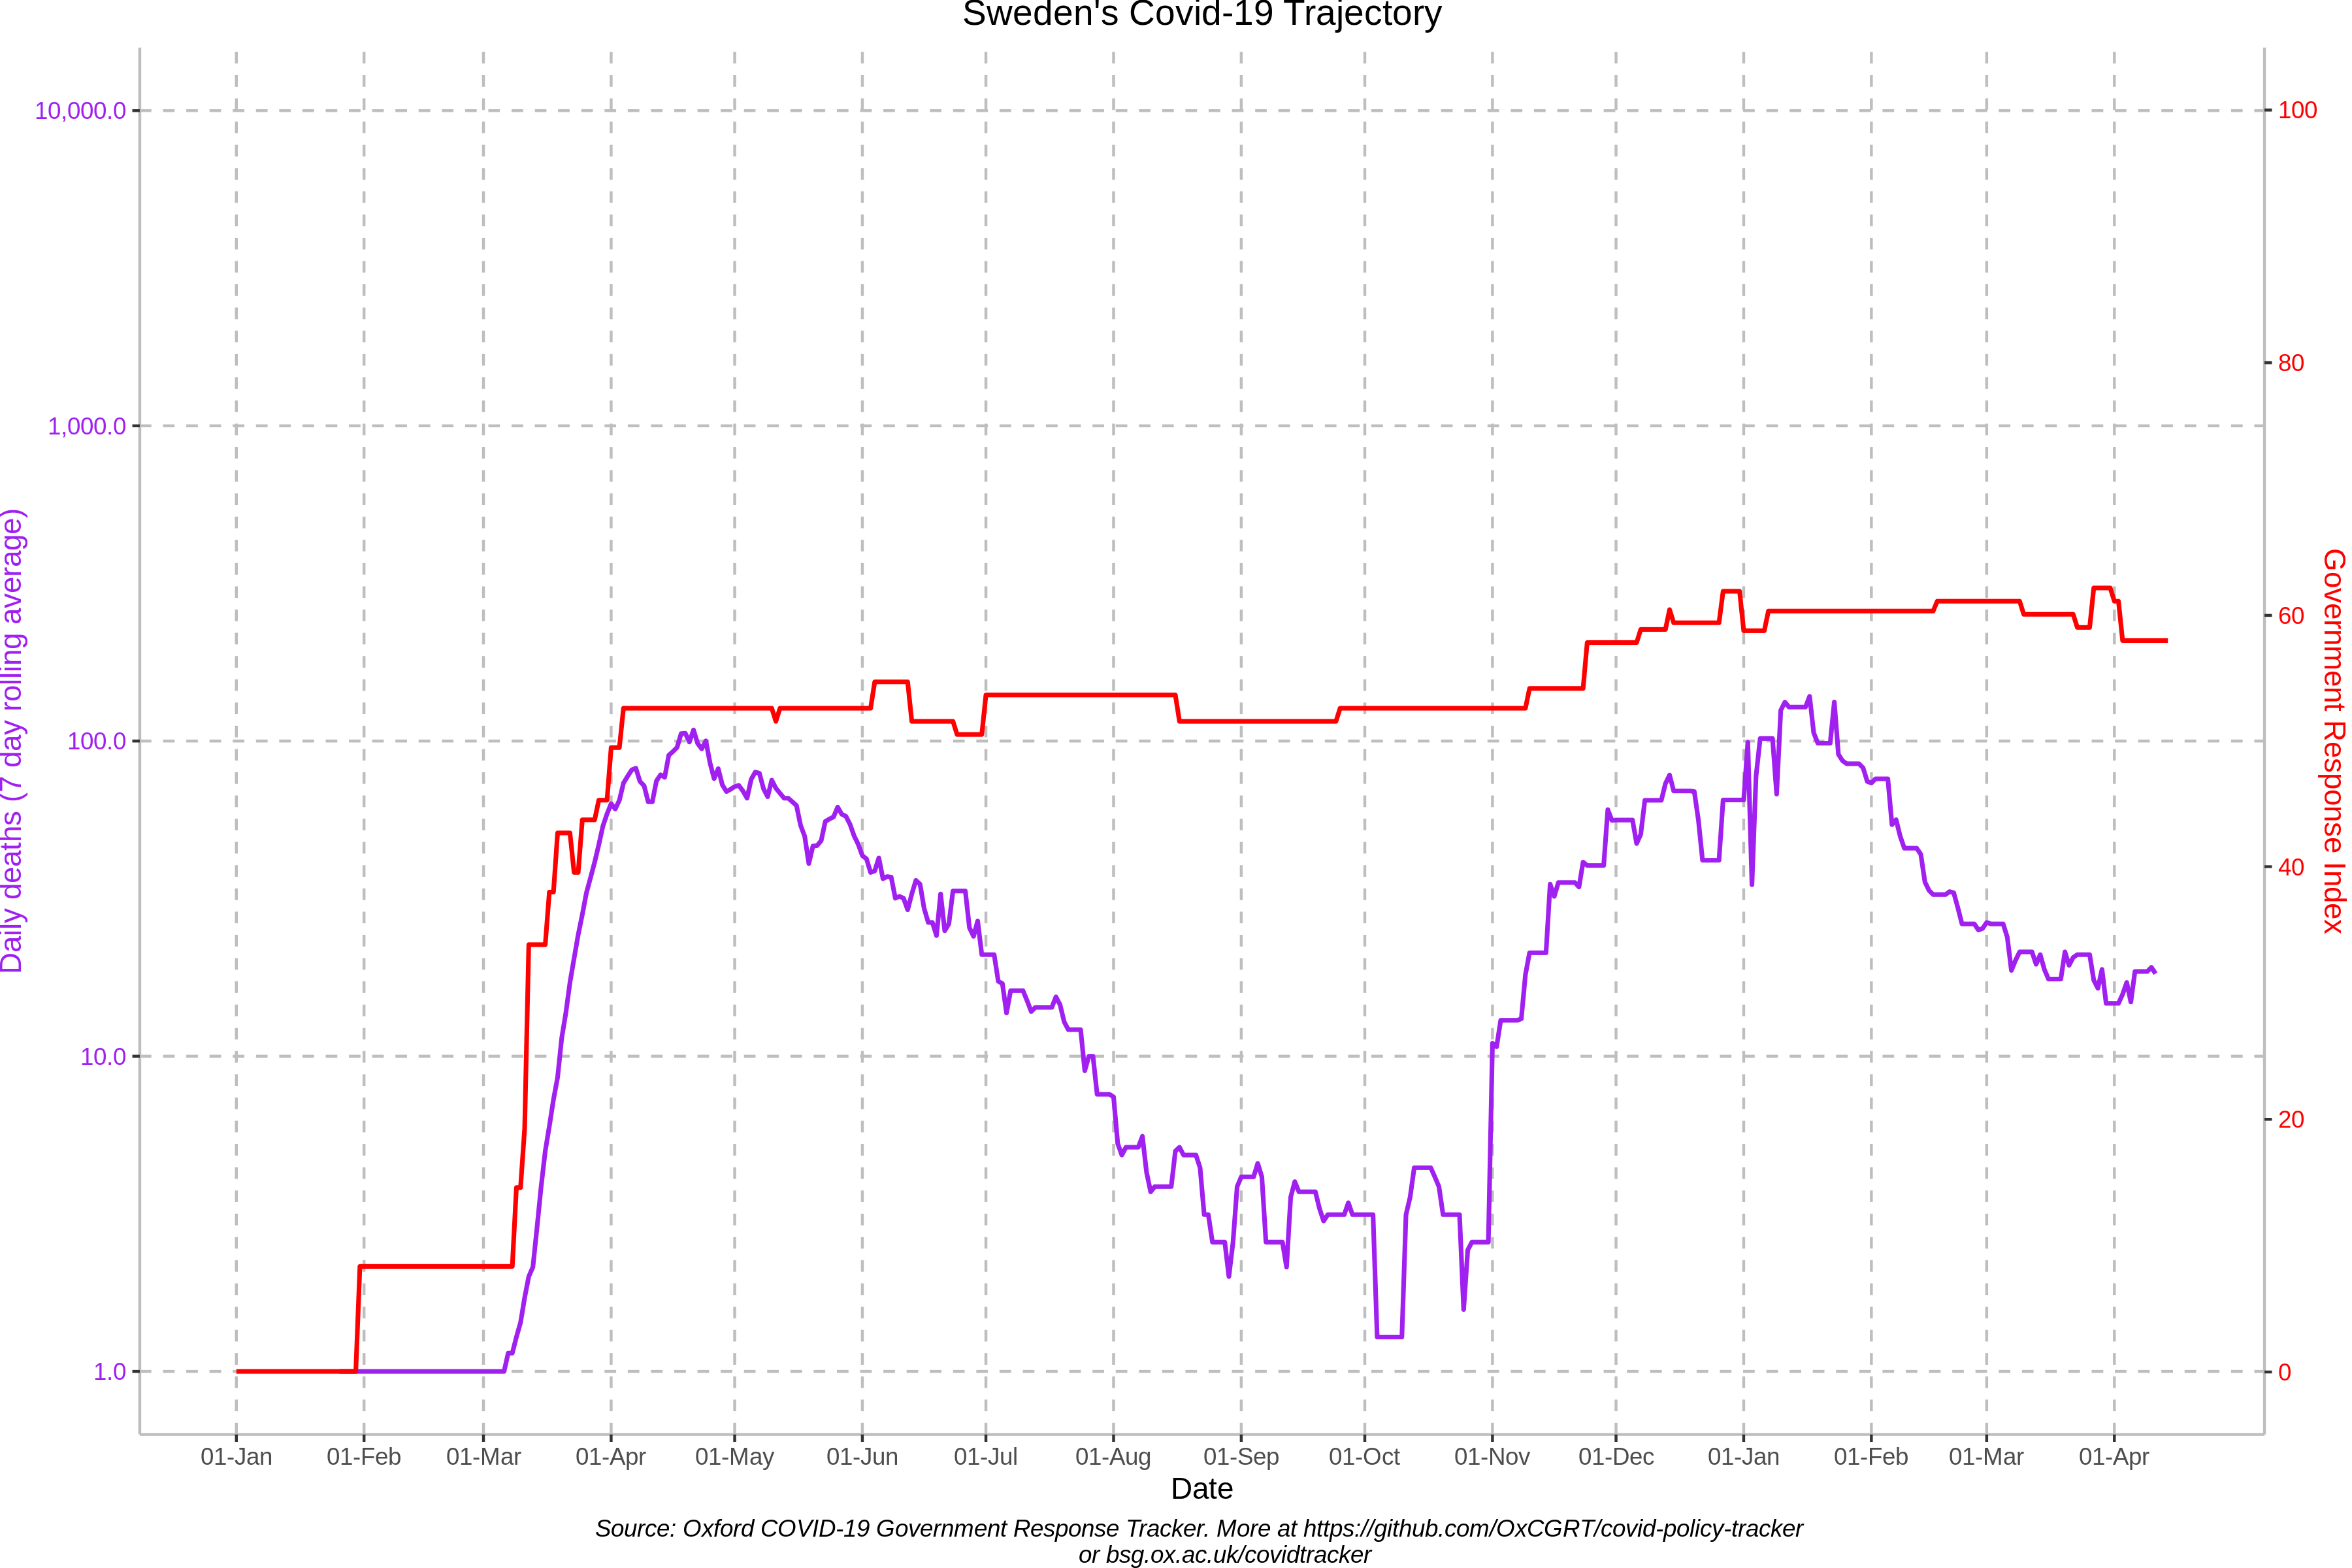 Sweden's Covid-19 Trajectory
10,000.0
1,000.0
100.0
10.0
1.0
Daily deaths (7 day rolling average)
100
80
60
40
20
0
Government Response Index
01-Jan 01-Feb 01-Mar 01-Apr 01-May 01-Jun 01-Jul 01-Aug 01-Sep 01-Oct 01-Nov 01-Dec 01-Jan 01-Feb 01-Mar 01-Apr
Date
Source: Oxford COVID-19 Government Response Tracker. More at https://github.com/OxCGRT/covid-policy-tracker
or bsg.ox.ac.uk/covidtracker